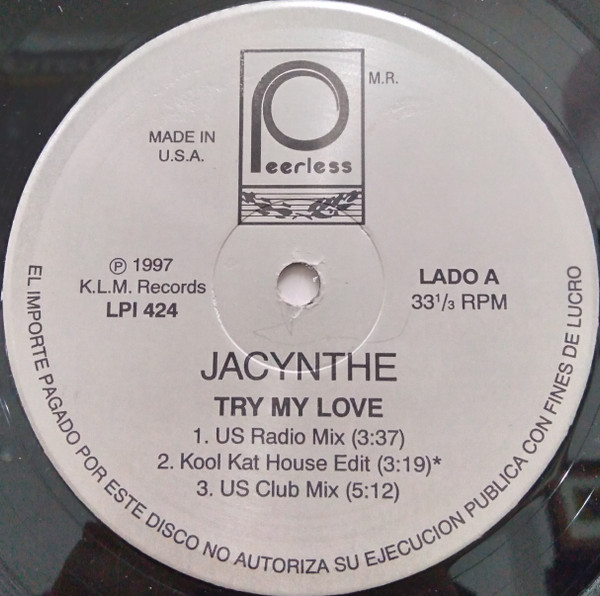 Peerless
M.R.
MADE IN
U.S.A.
℗ 1997
K.L.M. Records
LPI 424
LADO A
33 1/3 RPM
JACYNTHE
TRY MY LOVE
1. US Radio Mix (3:37)
2. Kool Kat House Edit (3:19)*
3. US Club Mix (5:12)
EL IMPORTE PAGADO POR ESTE DISCO NO AUTORIZA SU EJECUCION PUBLICA CON FINES DE LUCRO